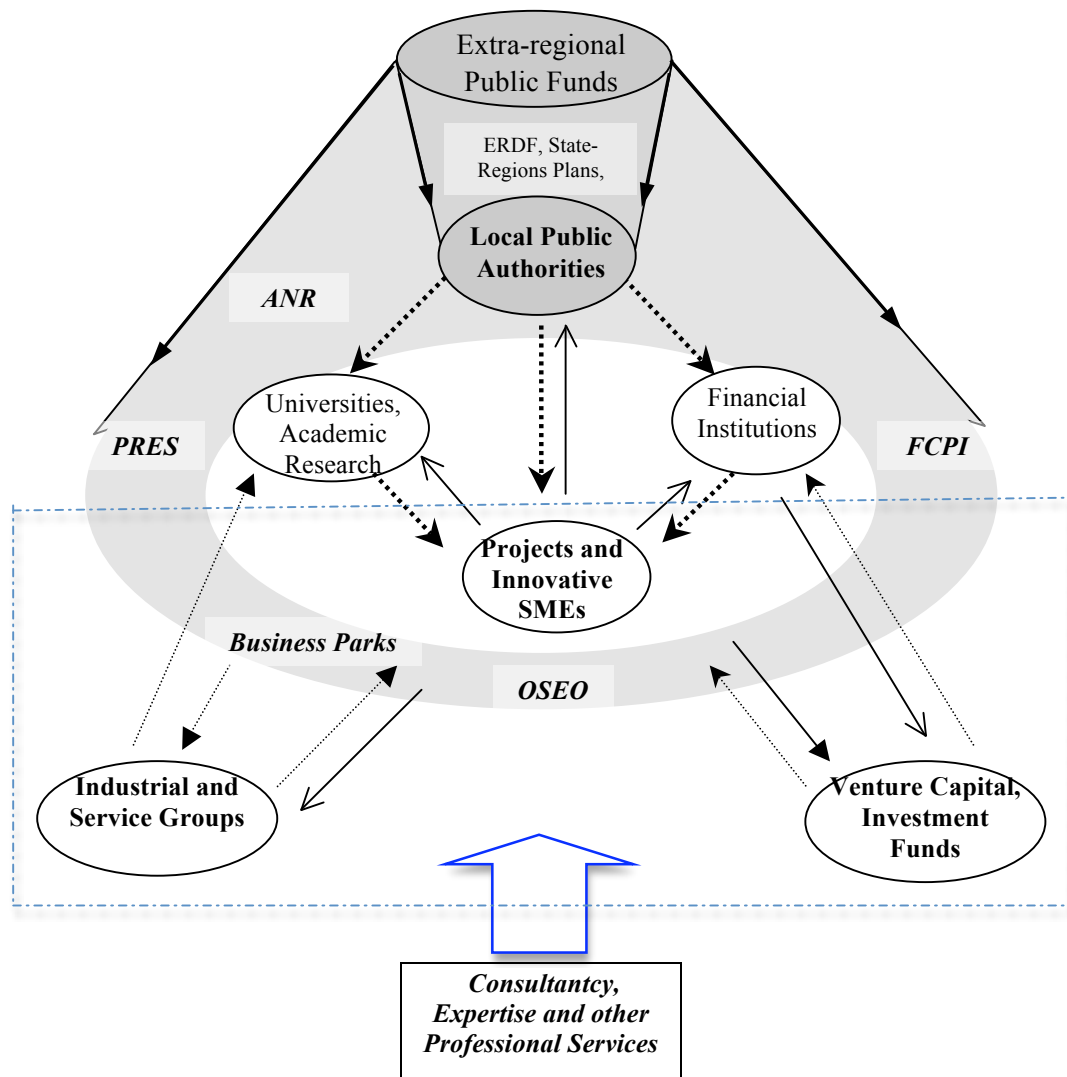 Extra-regional
Public Funds
ERDF, State-
Regions Plans,
Local Public
Authorities
ANR
Universities,
Academic
Research
Financial
Institutions
PRES
FCPI
Projects and
Innovative
SMEs
Business Parks
OSEO
Industrial and
Service Groups
Venture Capital,
Investment
Funds
Consultantcy,
Expertise and other
Professional Services